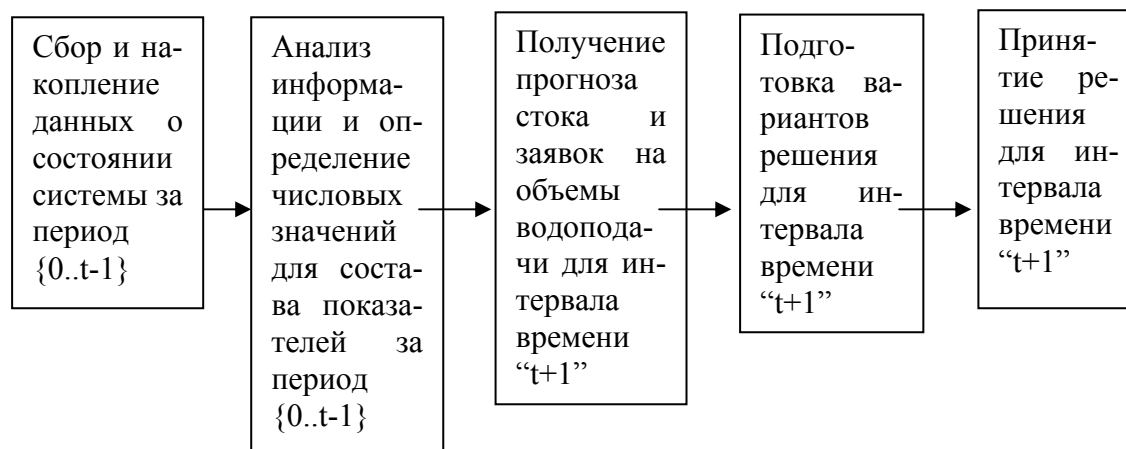 Сбор и на-
копление
данных о
состоянии
системы за
период
{0..t-1}
Анализ
информа-
ции и оп-
ределение
числовых
значений
для соста-
ва показа-
телей за
период
{0..t-1}
Получение
прогноза
стока и
заявок на
объемы
водопода-
чи для ин-
тервала
времени
“t+1”
Подго-
товка ва-
риантов
решения
для ин-
тервала
времени
“t+1”
Приня-
тие ре-
шения
для ин-
тервала
времени
“t+1”